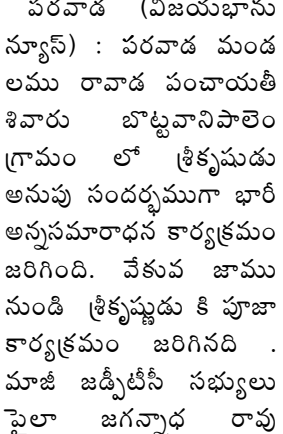 పరవాడ (విజయభాను
న్యూస్) : పరవాడ మండ
లము రావాడ పంచాయతీ
శివారు బొట్టవానిపాలెం
గ్రామం లో శ్రీకృషుడు
అనుపు సందర్భముగా భారీ
అన్నసమారాధన కార్యక్రమం
జరిగింది. వేకువ జాము
నుండి శ్రీకృష్ణుడు కి పూజా
కార్యక్రమం జరిగినది .
మాజీ జడ్పీటీసీ సభ్యులు
పైలా జగన్నాధ రావు